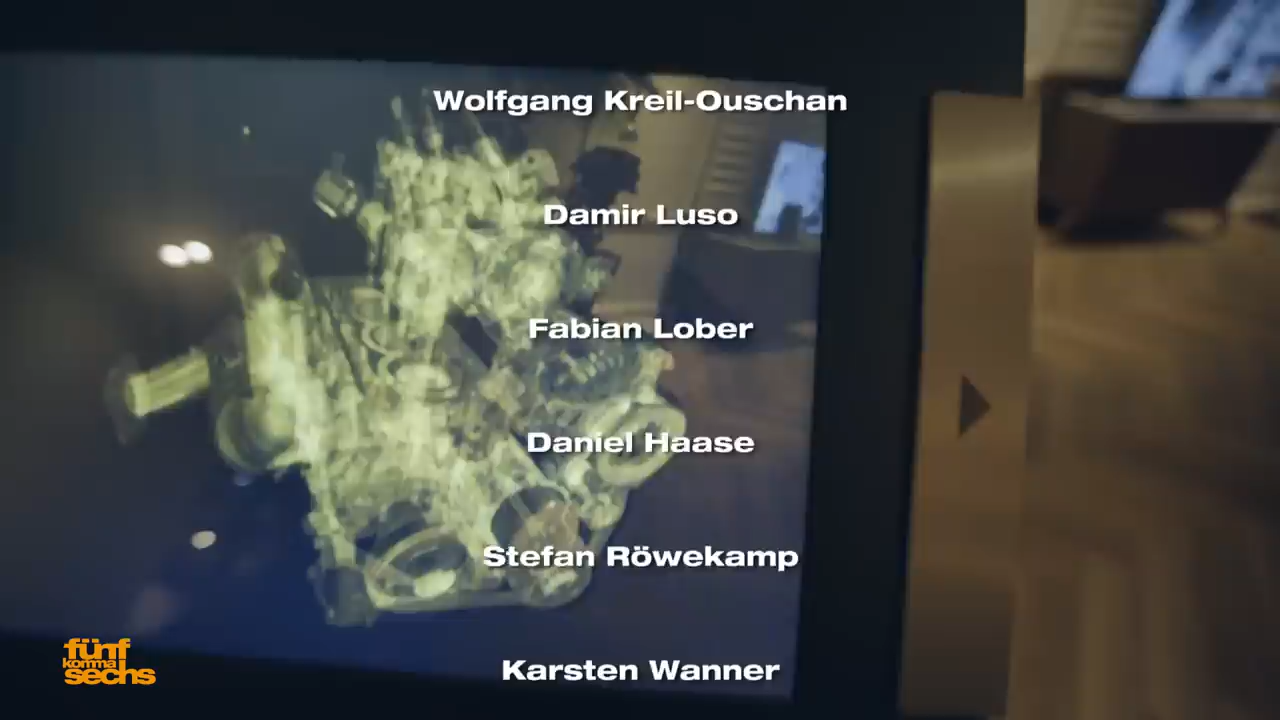 Wolfgang Kreil-Ouschan
Damir Luso
Fabian Lober
Daniel Haase
Stefan Röwekamp
Karsten Wanner
fünf
komma
sechs